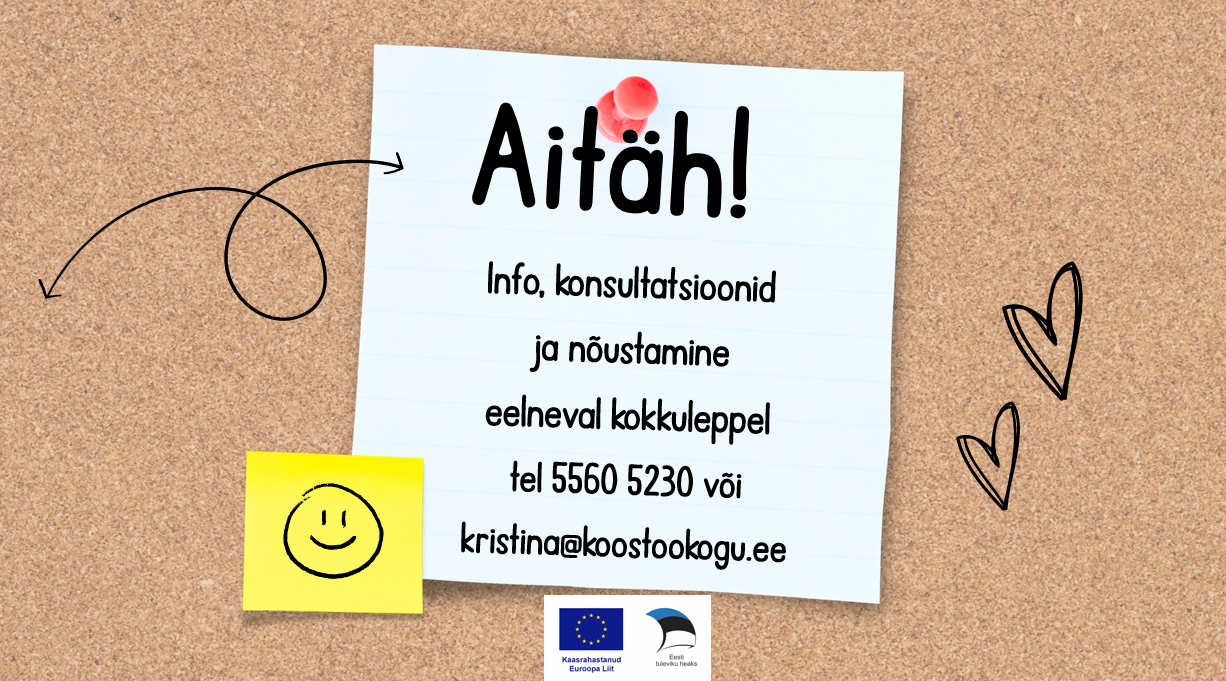 Aitäh!
Info, konsultatsioonid
ja nõustamine
eelneval kokkuleppel
tel 5560 5230 või
kristina@koostookogu.ee
Kaasrahastanud
Euroopa Liit
Eesti
tuleviku heaks